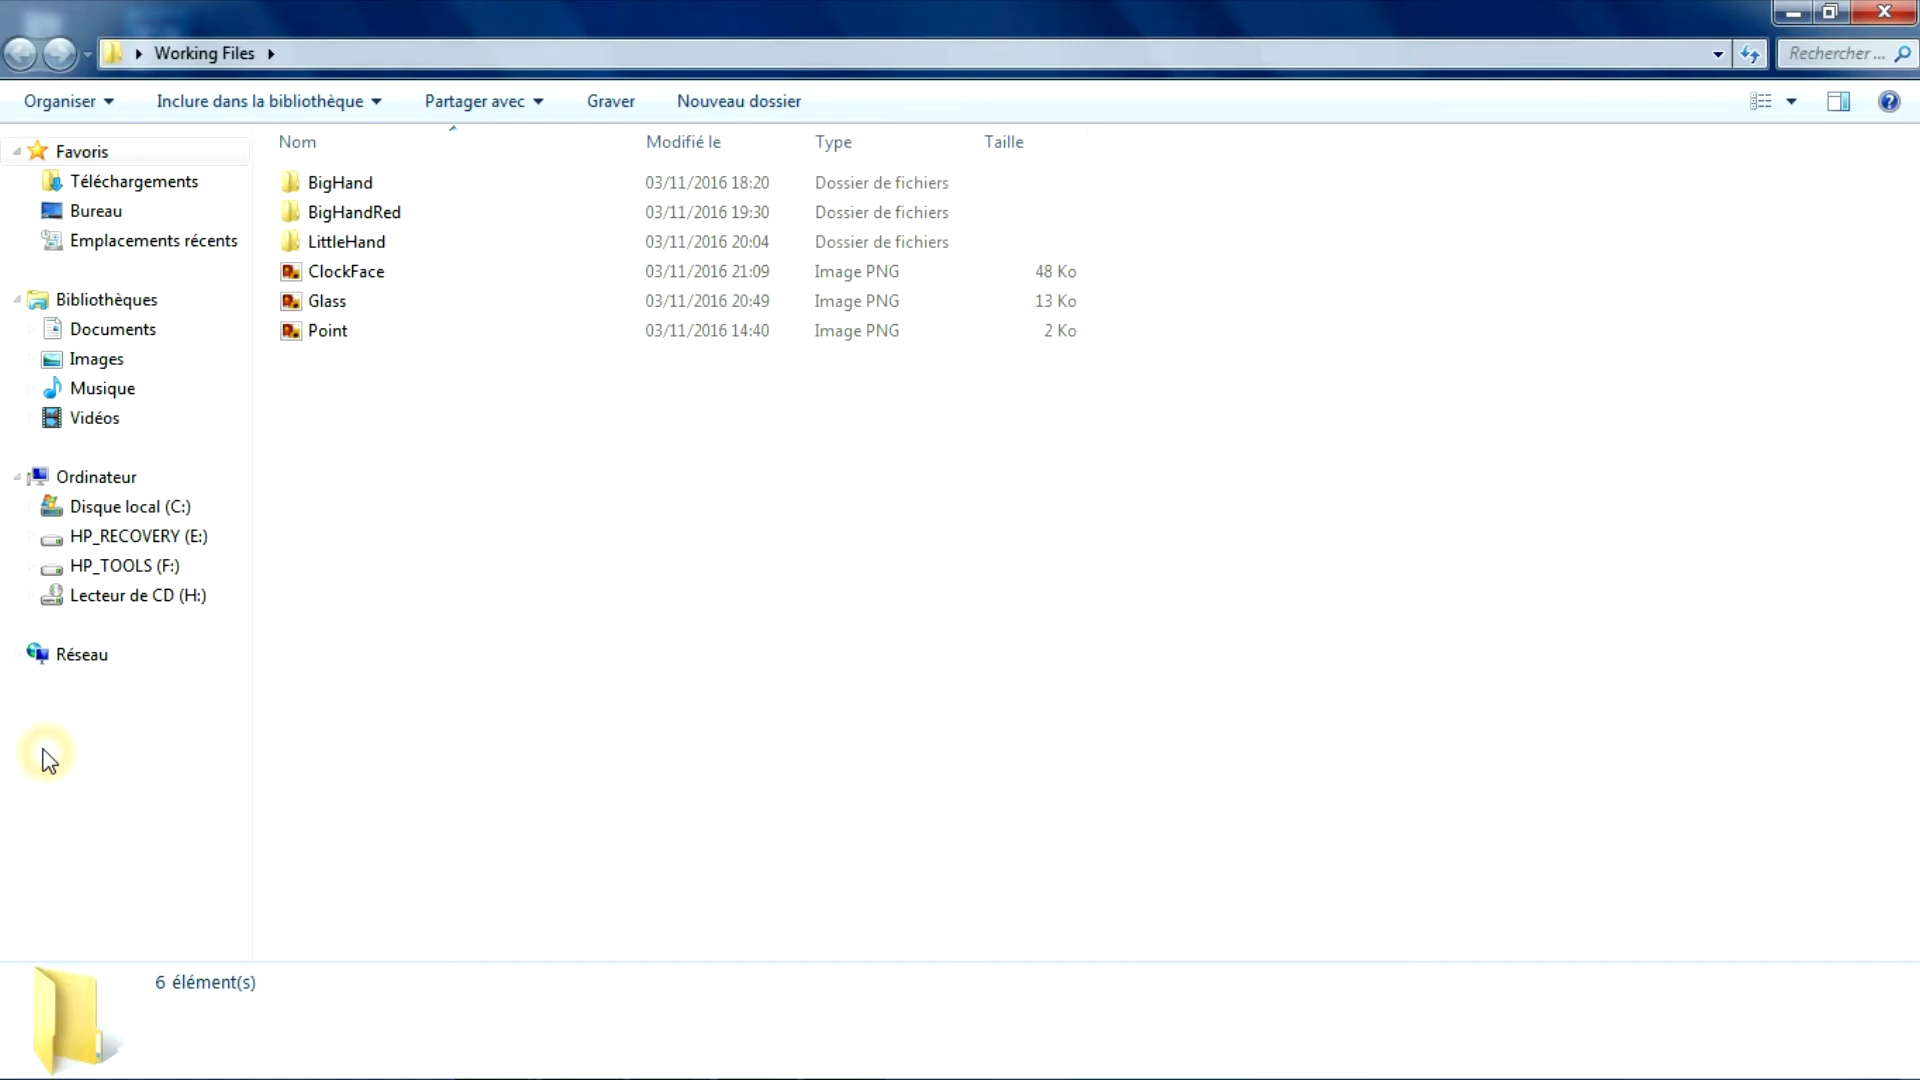 Working Files
Rechercher ...
Organiser
Inclure dans la bibliothèque
Partager avec
Graver
Nouveau dossier
Nom
Modifié le
Type
Taille
Favoris
Téléchargements
Bureau
Emplacements récents
Bibliothèques
Documents
Images
Musique
Vidéos
Ordinateur
Disque local (C:)
HP_RECOVERY (E:)
HP_TOOLS (F:)
Lecteur de CD (H:)
Réseau
BigHand 03/11/2016 18:20 Dossier de fichiers
BigHandRed 03/11/2016 19:30 Dossier de fichiers
LittleHand 03/11/2016 20:04 Dossier de fichiers
ClockFace 03/11/2016 21:09 Image PNG 48 Ko
Glass 03/11/2016 20:49 Image PNG 13 Ko
Point 03/11/2016 14:40 Image PNG 2 Ko
6 élément(s)